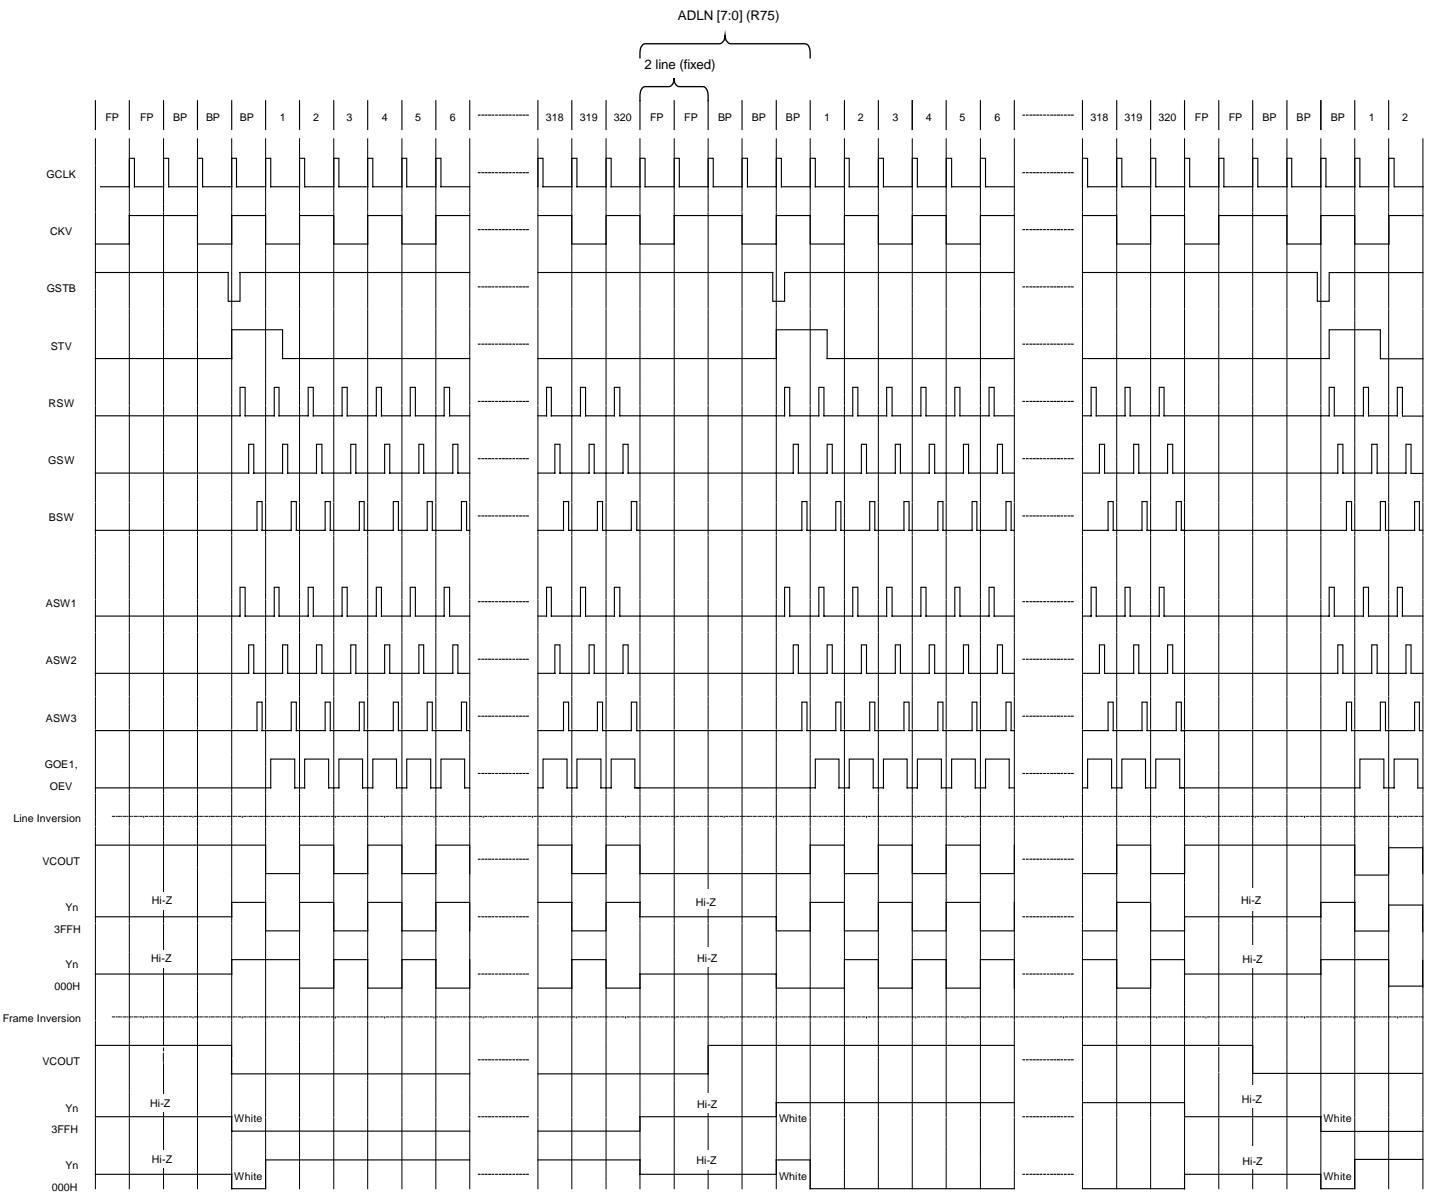 ADLN [7:0] (R75)
2 line (fixed)
FP FP BP BP BP 1 2 3 4 5 6 318 319 320 FP FP BP BP BP 1 2 3 4 5 6 318 319 320 FP FP BP BP BP 1 2
GCLK
CKV
GSTB
STV
RSW
GSW
BSW
ASW1
ASW2
ASW3
GOE1,
OEV
Line Inversion
VCOUT
Yn Hi-Z Hi-Z Hi-Z
3FFH
Yn Hi-Z Hi-Z Hi-Z
000H
Frame Inversion
VCOUT
Yn Hi-Z Hi-Z Hi-Z
White White White
3FFH
Yn Hi-Z Hi-Z Hi-Z
White White White
000H